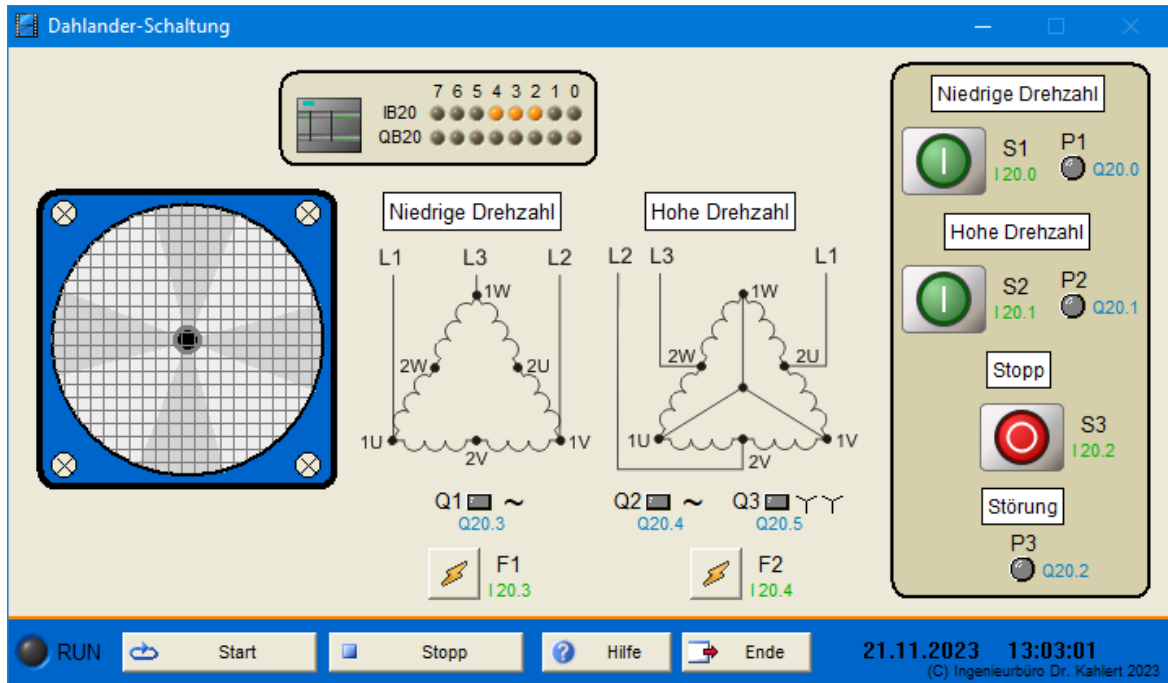 Dahlander-Schaltung
7 6 5 4 3 2 1 0
IB20
QB20
Niedrige Drehzahl
L1 L3 L2
1W
2W 2U
1U 2V 1V
Q1
Q20.3
F1
I 20.3
Hohe Drehzahl
L2 L3 L1
1W
2W 2U
1U 2V 1V
Q2 Q3
Q20.4 Q20.5
F2
I 20.4
Niedrige Drehzahl
S1 P1
I 20.0 Q20.0
Hohe Drehzahl
S2 P2
I 20.1 Q20.1
Stopp
S3
I 20.2
Störung
P3
Q20.2
RUN Start Stopp Hilfe Ende 21.11.2023 13:03:01
(C) Ingenieurbüro Dr. Kahlert 2023